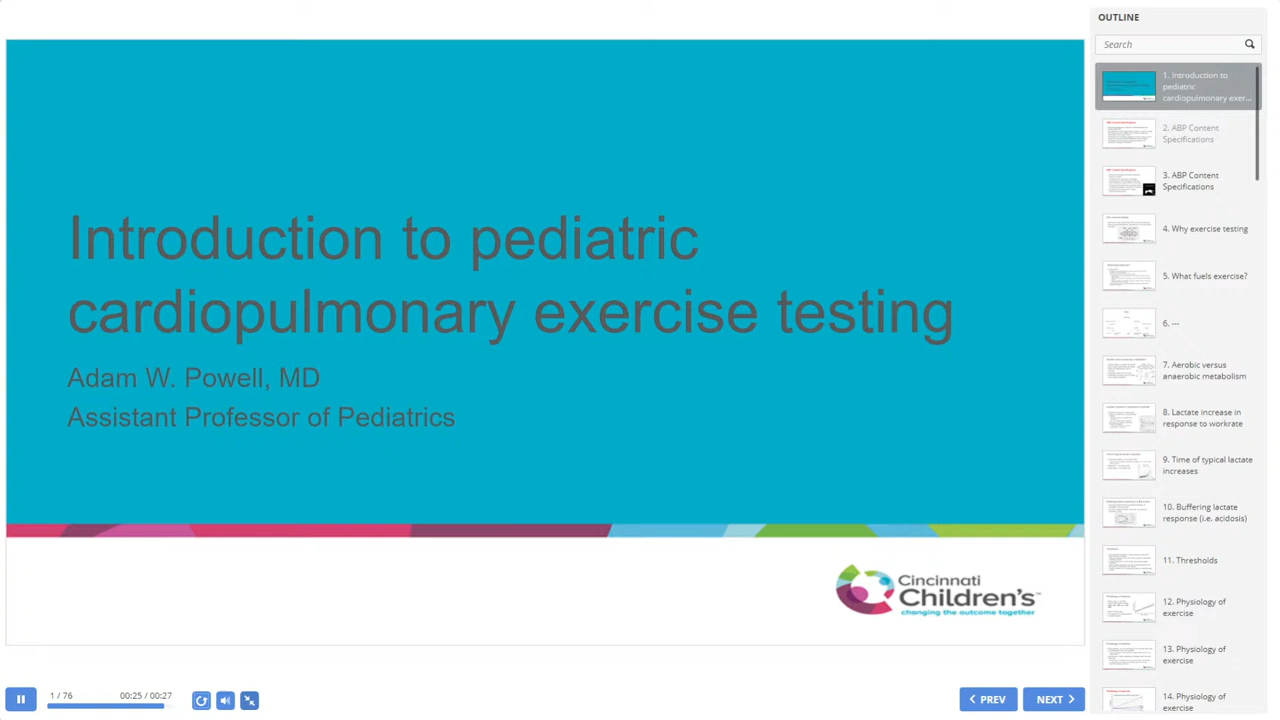 OUTLINE
Search
Introduction to pediatric
cardiopulmonary exercise testing
Adam W. Powell, MD
Assistant Professor of Pediatrics
Cincinnati
Children's™
changing the outcome together
1. Introduction to
pediatric
cardiopulmonary exer...
2. ABP Content
Specifications
3. ABP Content
Specifications
4. Why exercise testing
5. What fuels exercise?
6. ---
7. Aerobic versus
anaerobic metabolism
8. Lactate increase in
response to workrate
9. Time of typical lactate
increases
10. Buffering lactate
response (i.e. acidosis)
11. Thresholds
12. Physiology of
exercise
13. Physiology of
exercise
14. Physiology of
exercise
1 / 76
00:25 / 00:27
PREV
NEXT